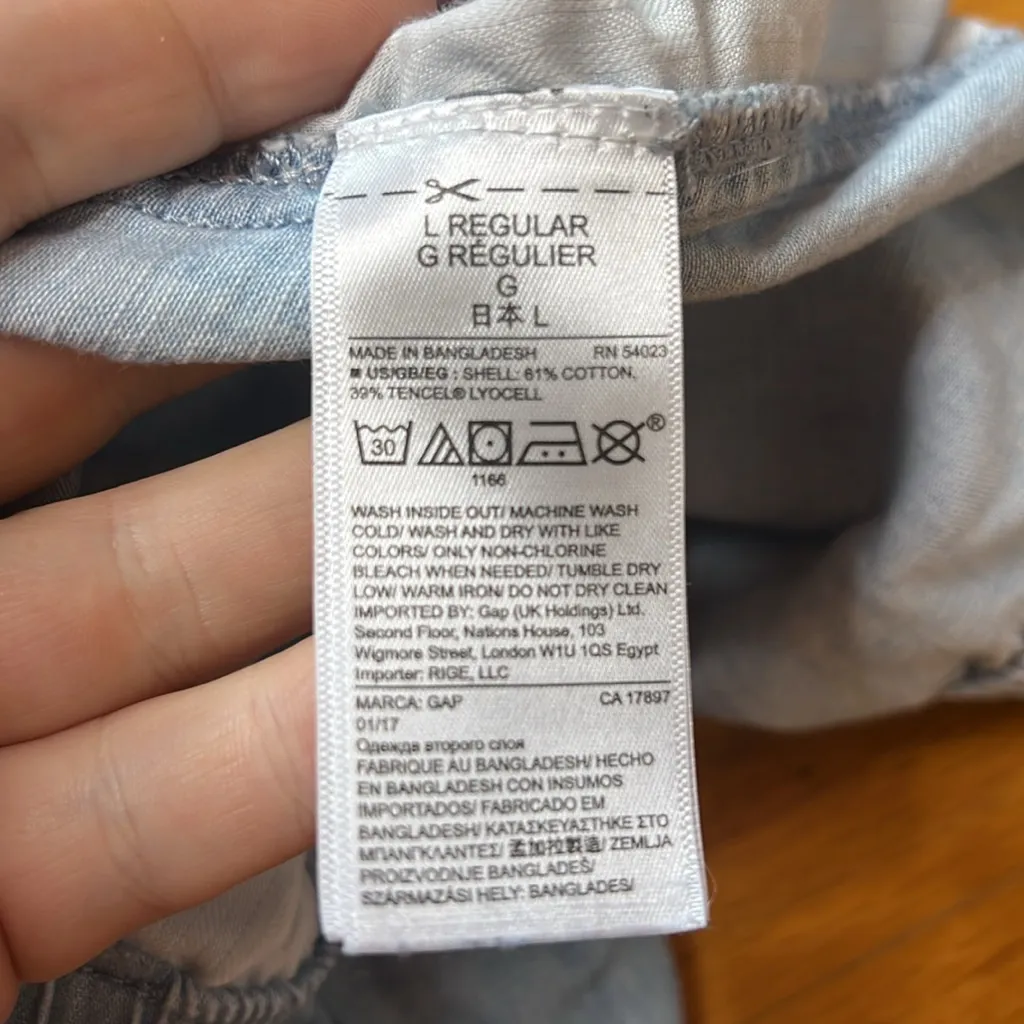 L REGULAR
G RÉGULIER
G
日本 L
MADE IN BANGLADESH RN 54023
US/GB/EG : SHELL: 61% COTTON,
39% TENCEL® LYOCELL
30
®
1166
WASH INSIDE OUT/ MACHINE WASH
COLD/ WASH AND DRY WITH LIKE
COLORS/ ONLY NON-CHLORINE
BLEACH WHEN NEEDED/ TUMBLE DRY
LOW/ WARM IRON/ DO NOT DRY CLEAN
IMPORTED BY: Gap (UK Holdings) Ltd.
Second Floor, Nations House, 103
Wigmore Street, London W1U 1QS Egypt
Importer: RIGE, LLC
MARCA: GAP CA 17897
01/17
Одежда второго слоя
FABRIQUE AU BANGLADESH/ HECHO
EN BANGLADESH CON INSUMOS
IMPORTADOS/ FABRICADO EM
BANGLADESH/ ΚΑΤΑΣΚΕΥΑΣΤΗΚΕ ΣΤΟ
ΜΠΑΝΓΚΛΑΝΤΕΣ/ 孟加拉製造/ ZEMLJA
PROIZVODNJE BANGLADEŠ/
SZÁRMAZÁSI HELY: BANGLADES/